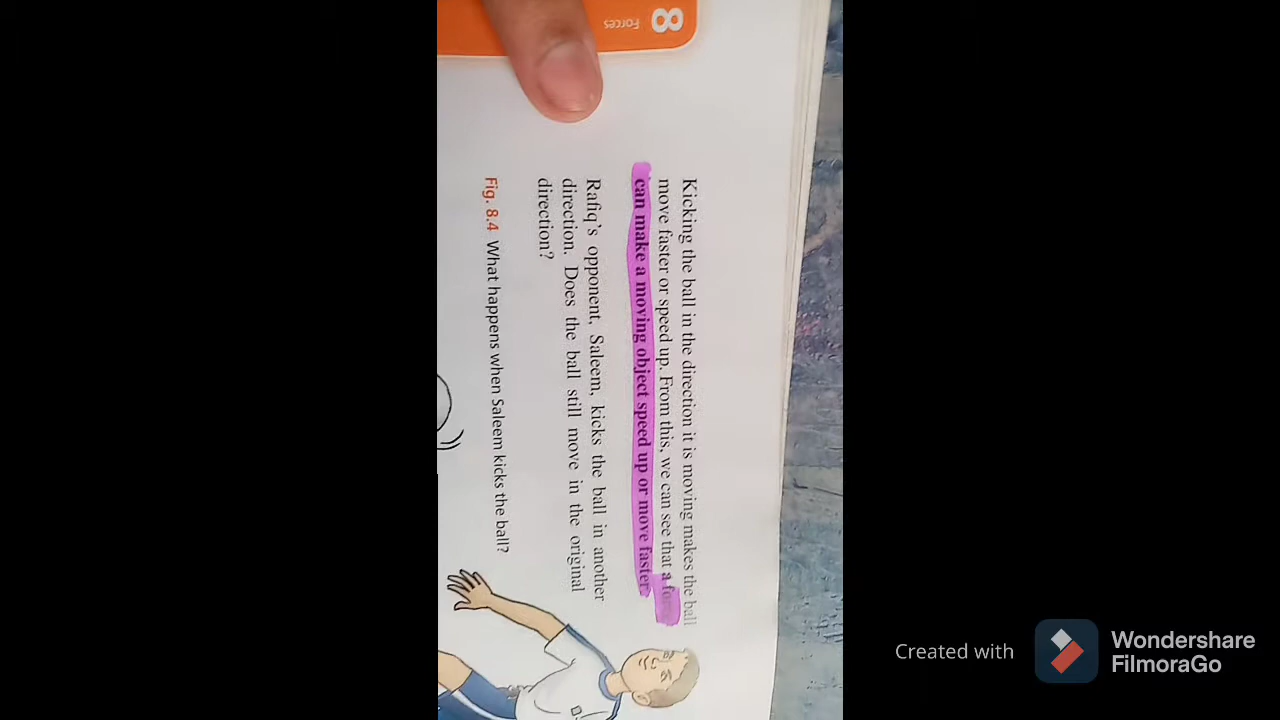 8 Forces
Kicking the ball in the direction it is moving makes the ball
move faster or speed up. From this, we can see that a force
can make a moving object speed up or move faster.
Rafiq's opponent, Saleem, kicks the ball in another
direction. Does the ball still move in the original
direction?
Fig. 8.4 What happens when Saleem kicks the ball?
Created with
Wondershare
FilmoraGo